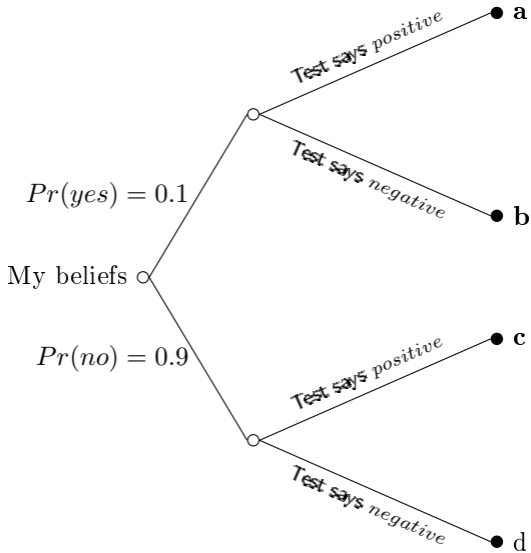 a
Test says positive
Test says negative
Pr(yes) = 0.1
b
My beliefs
c
Pr(no) = 0.9
Test says positive
Test says negative
d